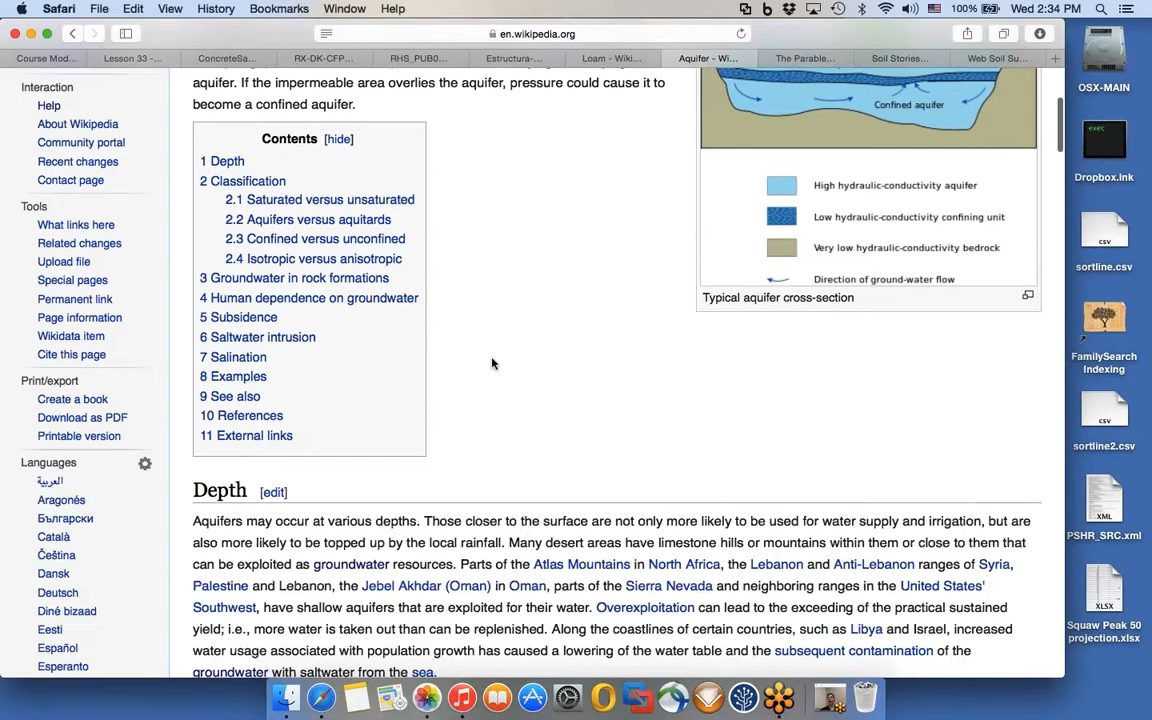 Safari File Edit View History Bookmarks Window Help 100% Wed 2:34 PM
en.wikipedia.org
Course Mod... Lesson 33 -... ConcreteSa... RX-DK-CFP... RHS_PUB0... Estructura-... Loam - Wiki... Aquifer - Wi... The Parable... Soil Stories... Web Soil Su...
Interaction
Help
About Wikipedia
Community portal
Recent changes
Contact page
Tools
What links here
Related changes
Upload file
Special pages
Permanent link
Page information
Wikidata item
Cite this page
Print/export
Create a book
Download as PDF
Printable version
Languages
العربية
Aragonés
Български
Català
Čeština
Dansk
Deutsch
Diné bizaad
Eesti
Español
Esperanto
aquifer. If the impermeable area overlies the aquifer, pressure could cause it to
become a confined aquifer.
Contents [hide]
1 Depth
2 Classification
2.1 Saturated versus unsaturated
2.2 Aquifers versus aquitards
2.3 Confined versus unconfined
2.4 Isotropic versus anisotropic
3 Groundwater in rock formations
4 Human dependence on groundwater
5 Subsidence
6 Saltwater intrusion
7 Salination
8 Examples
9 See also
10 References
11 External links
Confined aquifer
High hydraulic-conductivity aquifer
Low hydraulic-conductivity confining unit
Very low hydraulic-conductivity bedrock
Direction of ground-water flow
Typical aquifer cross-section
Depth [edit]
Aquifers may occur at various depths. Those closer to the surface are not only more likely to be used for water supply and irrigation, but are
also more likely to be topped up by the local rainfall. Many desert areas have limestone hills or mountains within them or close to them that
can be exploited as groundwater resources. Parts of the Atlas Mountains in North Africa, the Lebanon and Anti-Lebanon ranges of Syria,
Palestine and Lebanon, the Jebel Akhdar (Oman) in Oman, parts of the Sierra Nevada and neighboring ranges in the United States'
Southwest, have shallow aquifers that are exploited for their water. Overexploitation can lead to the exceeding of the practical sustained
yield; i.e., more water is taken out than can be replenished. Along the coastlines of certain countries, such as Libya and Israel, increased
water usage associated with population growth has caused a lowering of the water table and the subsequent contamination of the
groundwater with saltwater from the sea.
OSX-MAIN
exec
Dropbox.lnk
csv
sortline.csv
FamilySearch
Indexing
csv
sortline2.csv
XML
PSHR_SRC.xml
XLSX
Squaw Peak 50
projection.xlsx